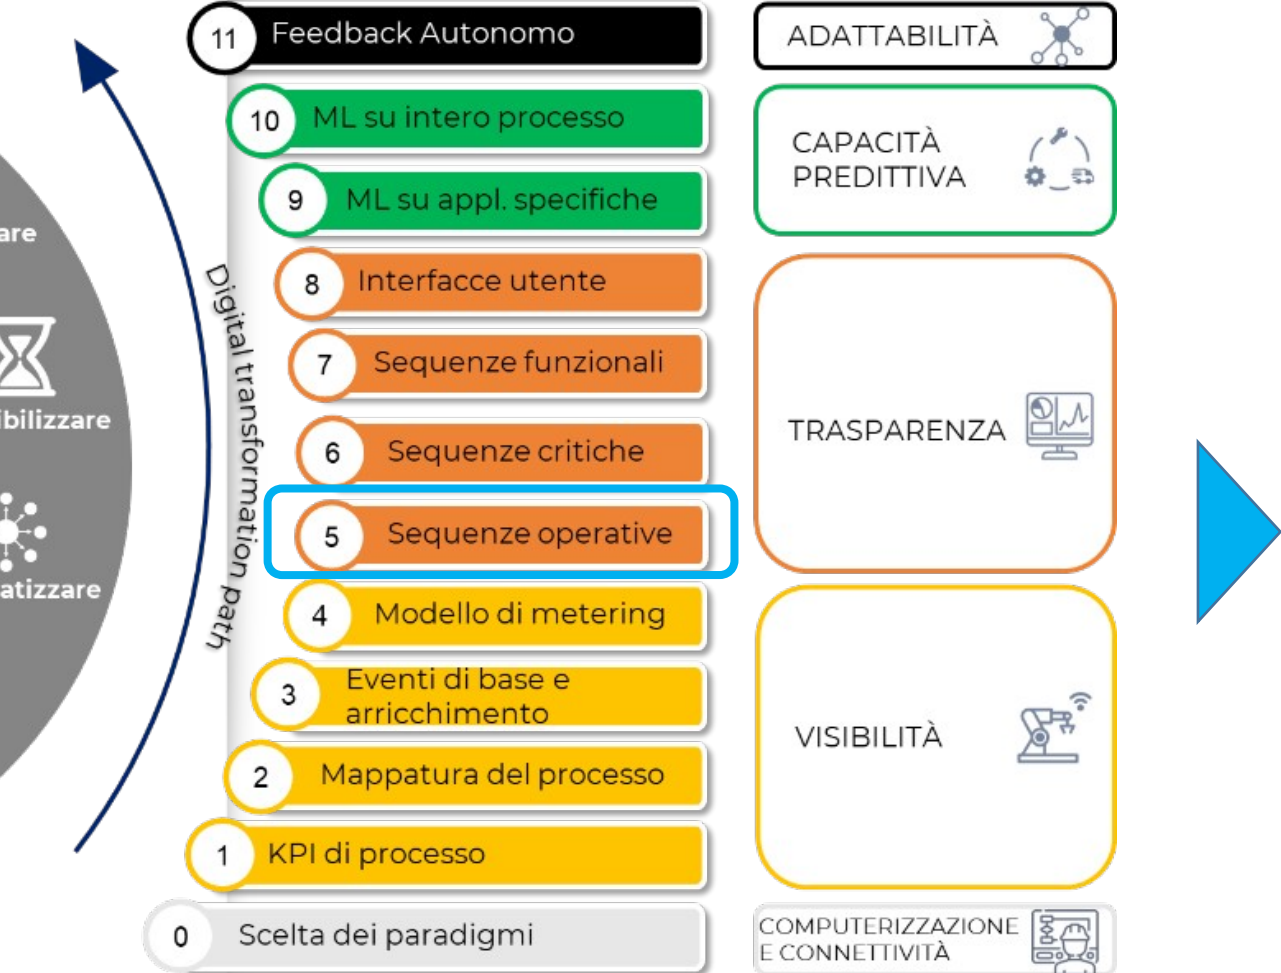 11 Feedback Autonomo
ADATTABILITÀ
10 ML su intero processo
CAPACITÀ
PREDITTIVA
9 ML su appl. specifiche
8 Interfacce utente
7 Sequenze funzionali
TRASPARENZA
6 Sequenze critiche
5 Sequenze operative
4 Modello di metering
3 Eventi di base e
arricchimento
VISIBILITÀ
2 Mappatura del processo
1 KPI di processo
0 Scelta dei paradigmi
COMPUTERIZZAZIONE
E CONNETTIVITÀ
Digital transformation path
are
ibilizzare
atizzare